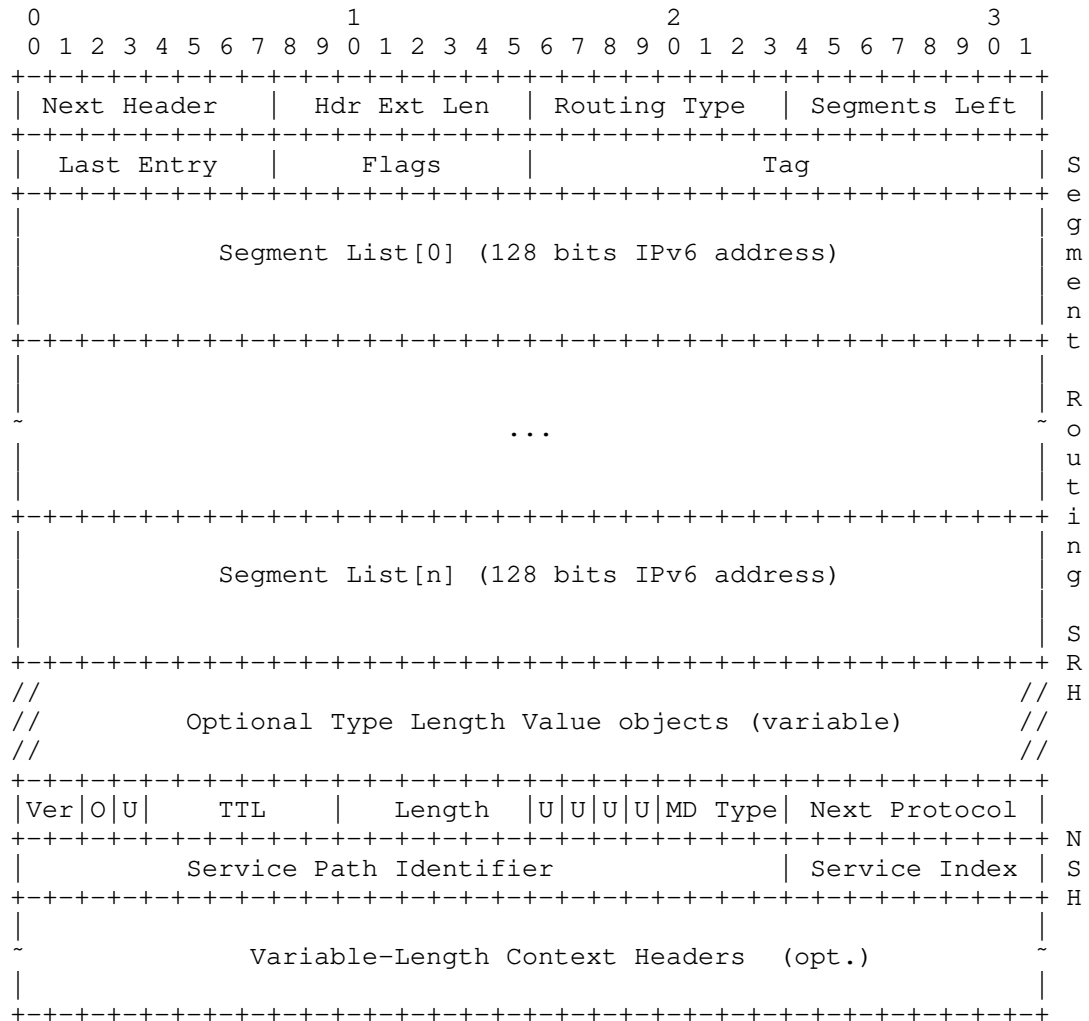 0                   1                   2                   3
 0 1 2 3 4 5 6 7 8 9 0 1 2 3 4 5 6 7 8 9 0 1 2 3 4 5 6 7 8 9 0 1
+-+-+-+-+-+-+-+-+-+-+-+-+-+-+-+-+-+-+-+-+-+-+-+-+-+-+-+-+-+-+-+-+
| Next Header   |  Hdr Ext Len  | Routing Type  | Segments Left |
+-+-+-+-+-+-+-+-+-+-+-+-+-+-+-+-+-+-+-+-+-+-+-+-+-+-+-+-+-+-+-+-+
|  Last Entry   |     Flags     |              Tag              | S
+-+-+-+-+-+-+-+-+-+-+-+-+-+-+-+-+-+-+-+-+-+-+-+-+-+-+-+-+-+-+-+-+ e
|                                                               | g
|            Segment List[0] (128 bits IPv6 address)            | m
|                                                               | e
|                                                               | n
+-+-+-+-+-+-+-+-+-+-+-+-+-+-+-+-+-+-+-+-+-+-+-+-+-+-+-+-+-+-+-+-+ t
|                                                               |
|                                                               | R
~                              ...                              ~ o
|                                                               | u
|                                                               | t
+-+-+-+-+-+-+-+-+-+-+-+-+-+-+-+-+-+-+-+-+-+-+-+-+-+-+-+-+-+-+-+-+ i
|                                                               | n
|            Segment List[n] (128 bits IPv6 address)            | g
|                                                               |
|                                                               | S
+-+-+-+-+-+-+-+-+-+-+-+-+-+-+-+-+-+-+-+-+-+-+-+-+-+-+-+-+-+-+-+-+ R
//                                                             // H
//         Optional Type Length Value objects (variable)       //
//                                                             //
+-+-+-+-+-+-+-+-+-+-+-+-+-+-+-+-+-+-+-+-+-+-+-+-+-+-+-+-+-+-+-+-+
|Ver|O|U|    TTL    |   Length  |U|U|U|U|MD Type| Next Protocol |
+-+-+-+-+-+-+-+-+-+-+-+-+-+-+-+-+-+-+-+-+-+-+-+-+-+-+-+-+-+-+-+-+ N
|          Service Path Identifier              | Service Index | S
+-+-+-+-+-+-+-+-+-+-+-+-+-+-+-+-+-+-+-+-+-+-+-+-+-+-+-+-+-+-+-+-+ H
|                                                               |
~              Variable-Length Context Headers  (opt.)          ~
|                                                               |
+-+-+-+-+-+-+-+-+-+-+-+-+-+-+-+-+-+-+-+-+-+-+-+-+-+-+-+-+-+-+-+-+